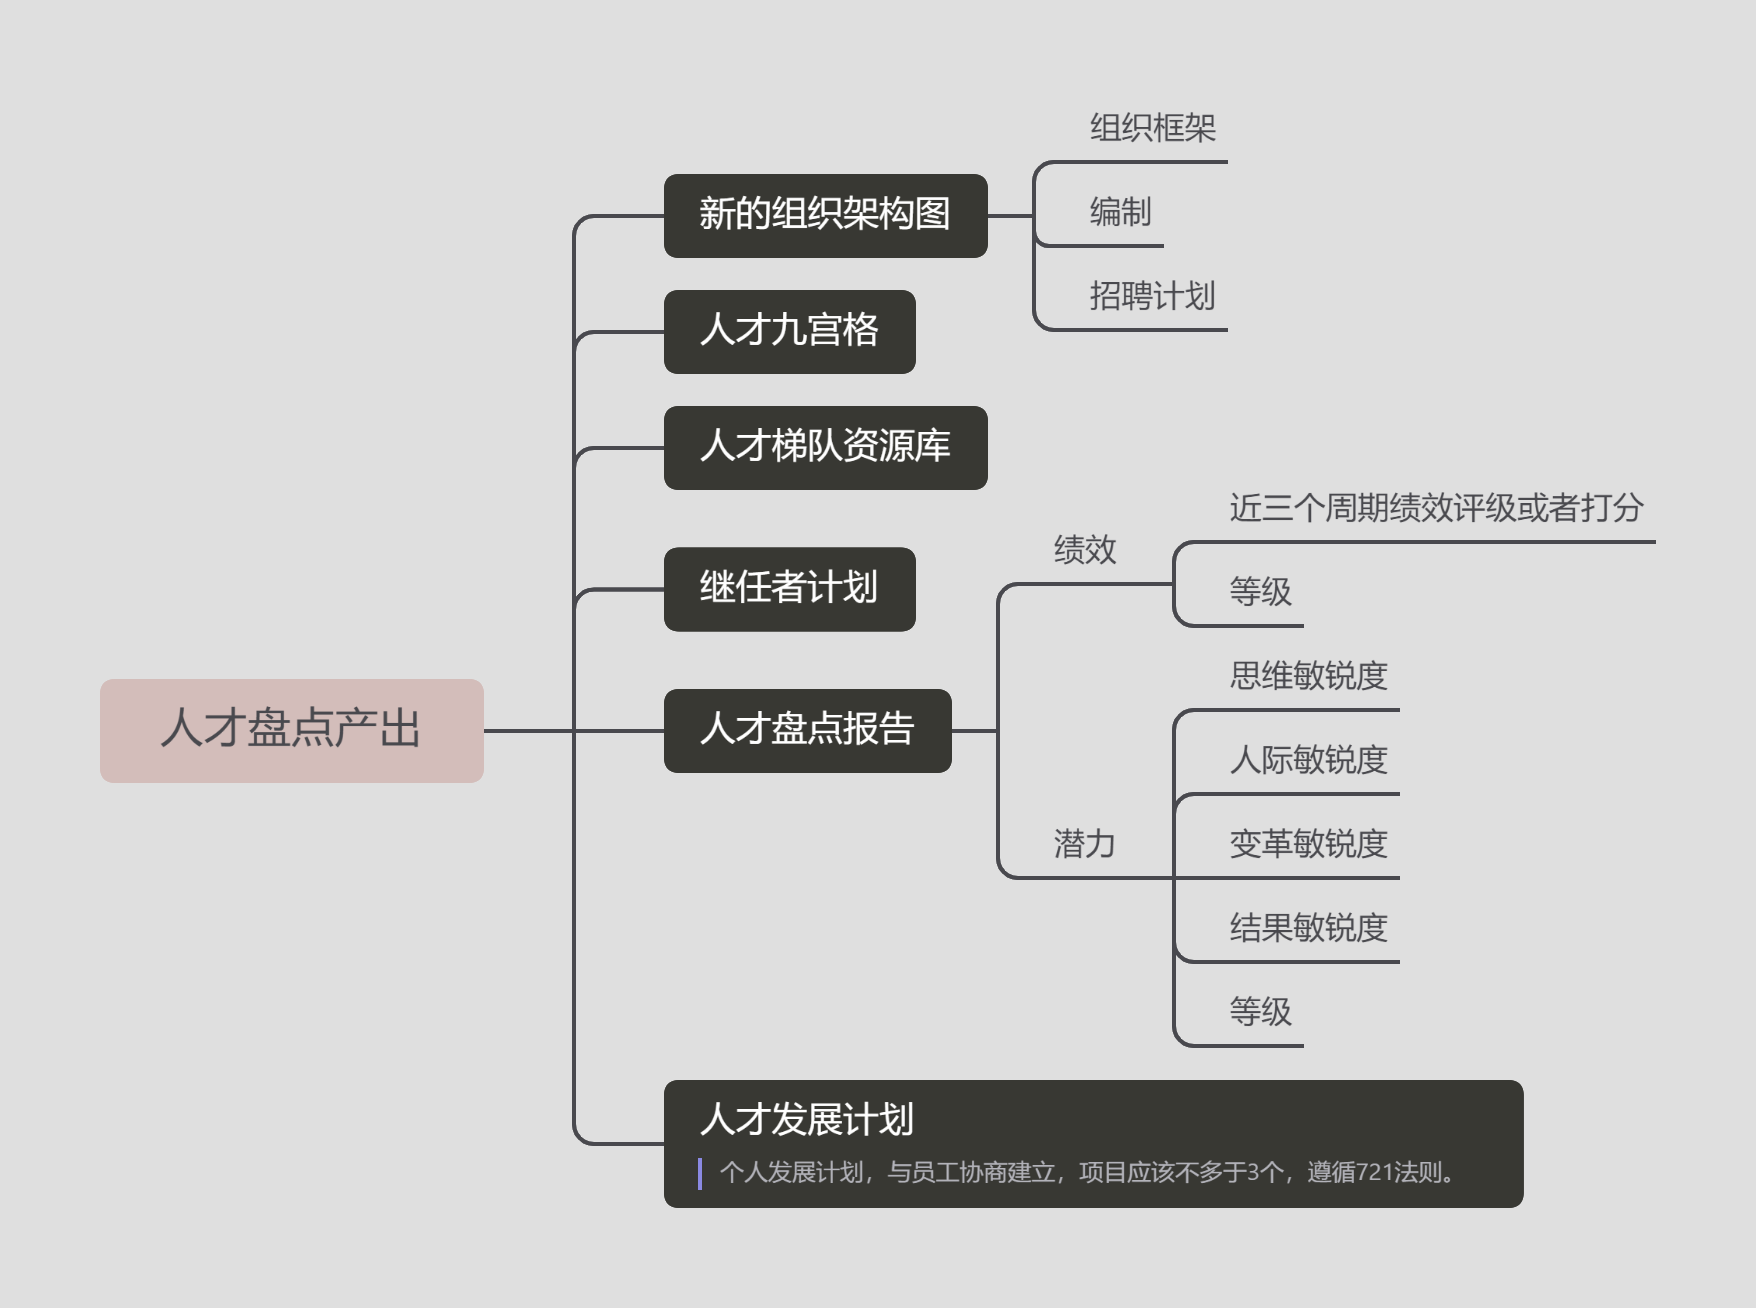 人才盘点产出
新的组织架构图
组织框架
编制
招聘计划
人才九宫格
人才梯队资源库
继任者计划
人才盘点报告
绩效
近三个周期绩效评级或者打分
等级
潜力
思维敏锐度
人际敏锐度
变革敏锐度
结果敏锐度
等级
人才发展计划
个人发展计划，与员工协商建立，项目应该不多于3个，遵循721法则。